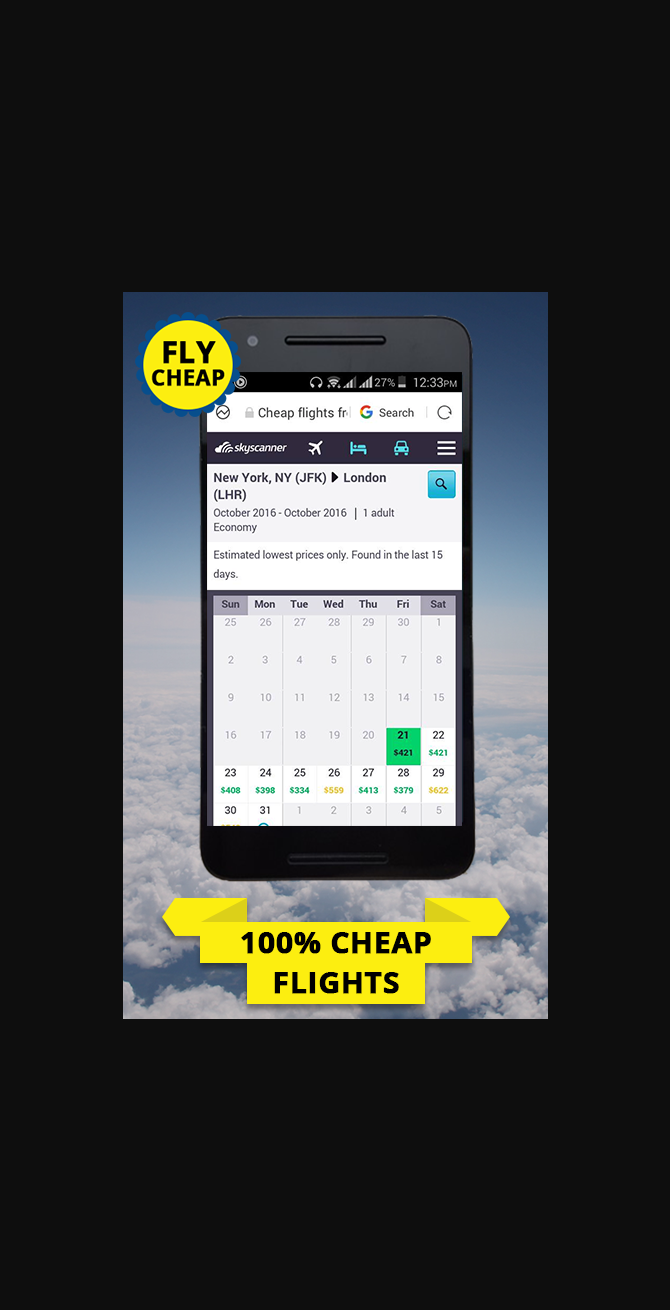 FLY
CHEAP
27% 12:33PM
Cheap flights fr
Search
skyscanner
New York, NY (JFK) London
(LHR)
October 2016 - October 2016 | 1 adult
Economy
Estimated lowest prices only. Found in the last 15
days.
Sun Mon Tue Wed Thu Fri Sat
25 26 27 28 29 30 1
2 3 4 5 6 7 8
9 10 11 12 13 14 15
16 17 18 19 20 21 22
$421 $421
23 24 25 26 27 28 29
$408 $398 $334 $559 $413 $379 $622
30 31 1 2 3 4 5
100% CHEAP
FLIGHTS